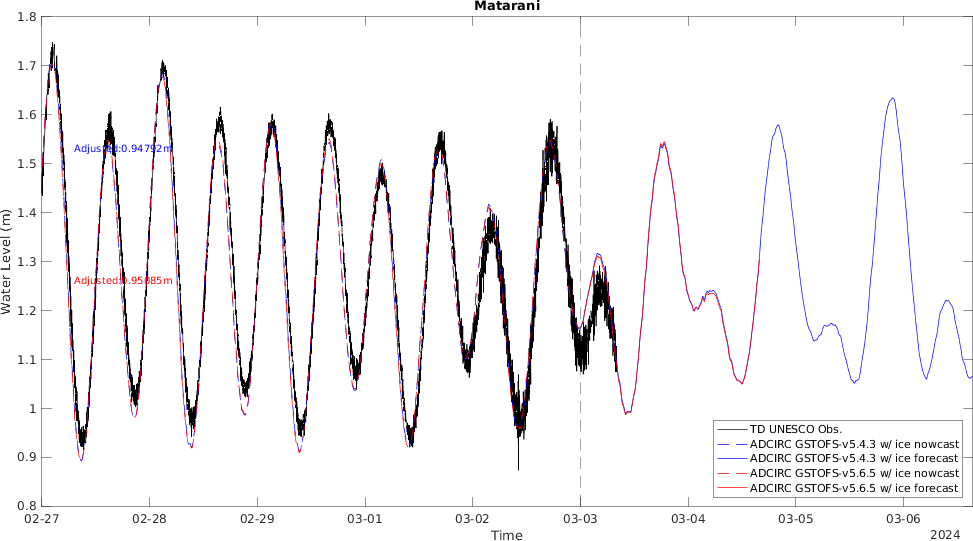 Matarani
1.8
1.7
1.6
1.5
1.4
1.3
1.2
1.1
1
0.9
0.8
Water Level (m)
Adjusted:0.94792m
Adjusted:0.95085m
TD UNESCO Obs.
ADCIRC GSTOFS-v5.4.3 w/ ice nowcast
ADCIRC GSTOFS-v5.4.3 w/ ice forecast
ADCIRC GSTOFS-v5.6.5 w/ ice nowcast
ADCIRC GSTOFS-v5.6.5 w/ ice forecast
02-27 02-28 02-29 03-01 03-02 03-03 03-04 03-05 03-06
Time
2024